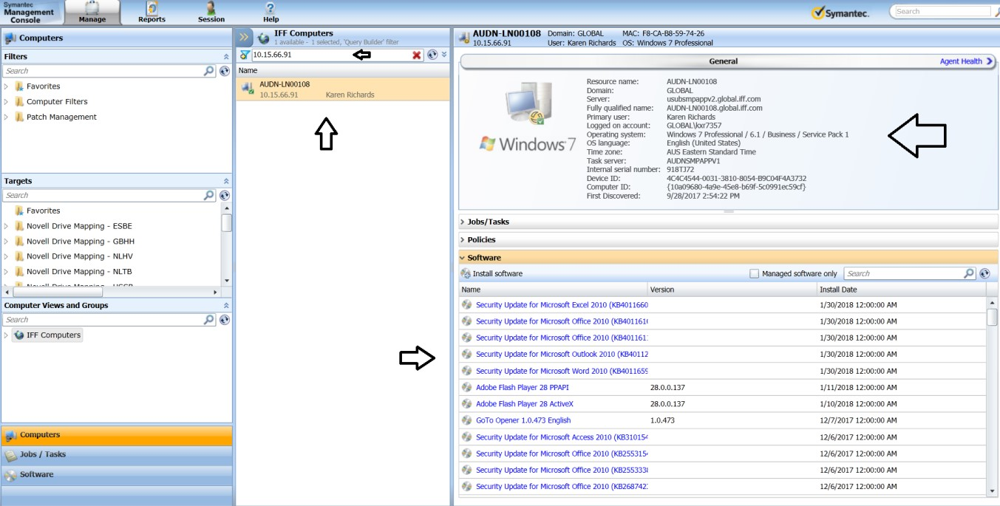 Symantec
Management
Console
Manage
Reports
Session
Help
Symantec.
Search
Computers
Filters
Search
Favorites
Computer Filters
Patch Management
Targets
Search
Favorites
Novell Drive Mapping - ESBE
Novell Drive Mapping - GBHH
Novell Drive Mapping - NLHV
Novell Drive Mapping - NLTB
Novell Drive Mapping - USCB
Computer Views and Groups
Search
IFF Computers
Computers
Jobs / Tasks
Software
IFF Computers
1 available - 1 selected, 'Query Builder' filter
10.15.66.91
Name
AUDN-LN00108
10.15.66.91 Karen Richards
AUDN-LN00108 Domain: GLOBAL MAC: F8-CA-B8-59-74-26
10.15.66.91 User: Karen Richards OS: Windows 7 Professional
General
Agent Health
Windows 7
Resource name: AUDN-LN00108
Domain: GLOBAL
Server: usubsmpappv2.global.iff.com
Fully qualified name: AUDN-LN00108.global.iff.com
Primary user: Karen Richards
Logged on account: GLOBAL\kxr7357
Operating system: Windows 7 Professional / 6.1 / Business / Service Pack 1
OS language: English (United States)
Time zone: AUS Eastern Standard Time
Task server: AUDNSMPAPPV1
Internal serial number: 918TJ72
Device ID: 4C4C4544-0031-3810-8054-B9C04F4A3732
Computer ID: {10a09680-4a9e-45e8-b69f-5c0991ec59cf}
First Discovered: 9/28/2017 2:54:22 PM
Jobs/Tasks
Policies
Software
Install software
Managed software only
Search
Name Version Install Date
Security Update for Microsoft Excel 2010 (KB4011660 1/30/2018 12:00:00 AM
Security Update for Microsoft Office 2010 (KB401161 1/30/2018 12:00:00 AM
Security Update for Microsoft Office 2010 (KB401161 1/30/2018 12:00:00 AM
Security Update for Microsoft Outlook 2010 (KB40112 1/30/2018 12:00:00 AM
Security Update for Microsoft Word 2010 (KB4011659 1/30/2018 12:00:00 AM
Adobe Flash Player 28 PPAPI 28.0.0.137 1/11/2018 12:00:00 AM
Adobe Flash Player 28 ActiveX 28.0.0.137 1/10/2018 12:00:00 AM
GoTo Opener 1.0.473 English 1.0.473 12/7/2017 12:00:00 AM
Security Update for Microsoft Access 2010 (KB310154 12/6/2017 12:00:00 AM
Security Update for Microsoft Office 2010 (KB255315 12/6/2017 12:00:00 AM
Security Update for Microsoft Office 2010 (KB255333 12/6/2017 12:00:00 AM
Security Update for Microsoft Office 2010 (KB268742 12/6/2017 12:00:00 AM